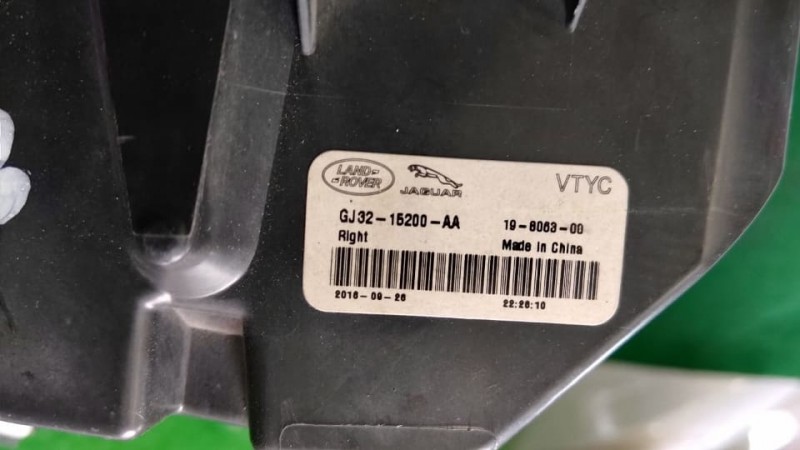 LAND-
ROVER
JAGUAR
VTYC
GJ32-15200-AA
19-6063-00
Right
Made in China
2016-09-26
22:26:10